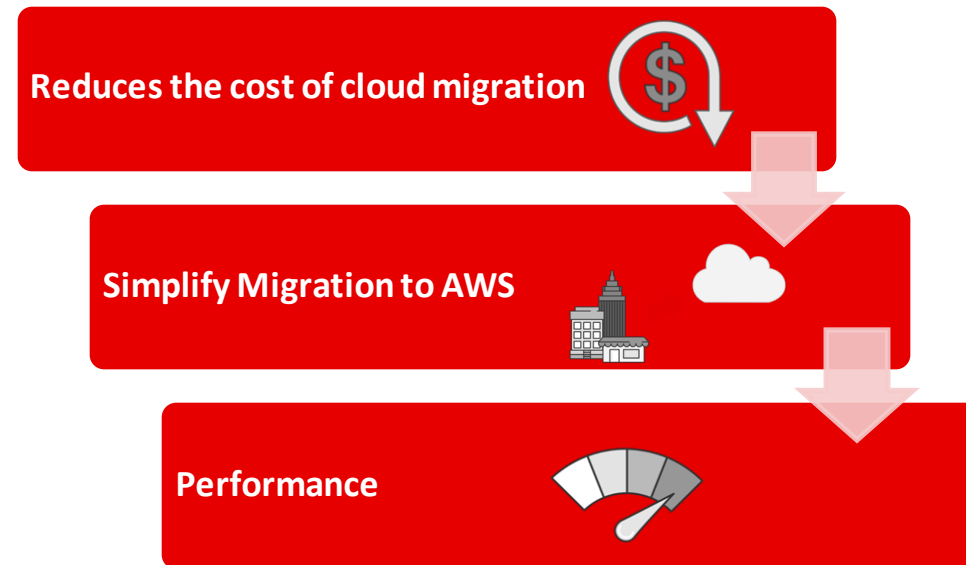 Reduces the cost of cloud migration
$
Simplify Migration to AWS
Performance